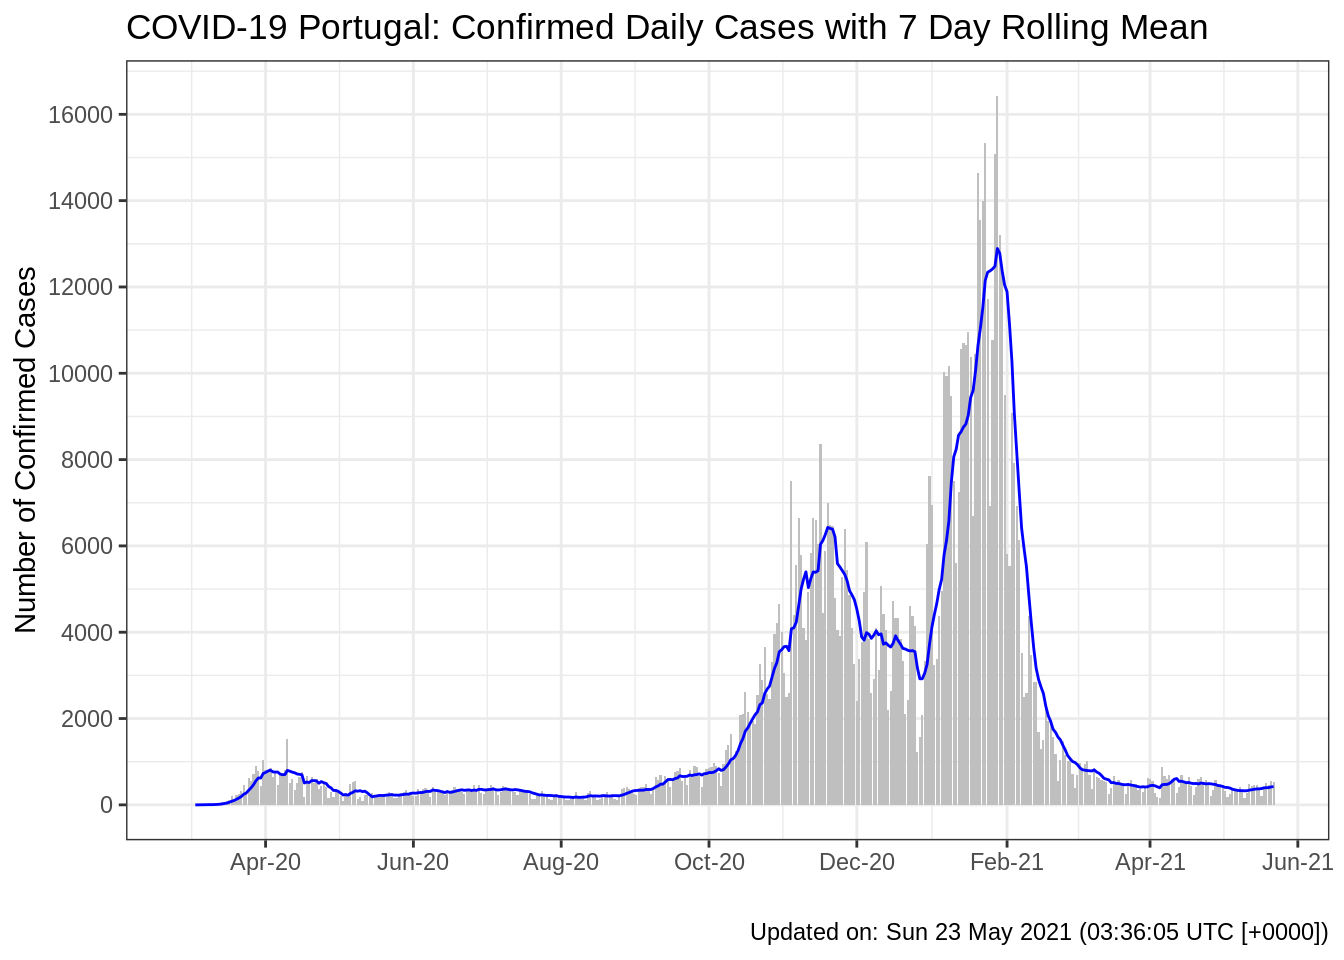 COVID-19 Portugal: Confirmed Daily Cases with 7 Day Rolling Mean
Number of Confirmed Cases
16000
14000
12000
10000
8000
6000
4000
2000
0
Apr-20 Jun-20 Aug-20 Oct-20 Dec-20 Feb-21 Apr-21 Jun-21
Updated on: Sun 23 May 2021 (03:36:05 UTC [+0000])